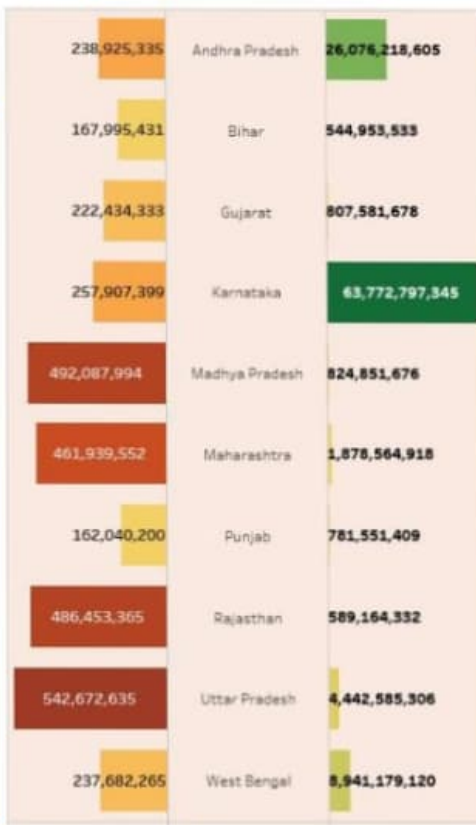 238,925,335 Andhra Pradesh 26,076,218,605
167,995,431 Bihar 544,953,533
222,434,333 Gujarat 807,581,678
257,907,399 Karnataka 63,772,797,345
492,087,994 Madhya Pradesh 824,851,676
461,939,552 Maharashtra 1,878,564,918
162,040,200 Punjab 781,551,409
486,453,365 Rajasthan 589,164,332
542,672,635 Uttar Pradesh 4,442,585,306
237,682,265 West Bengal 8,941,179,120